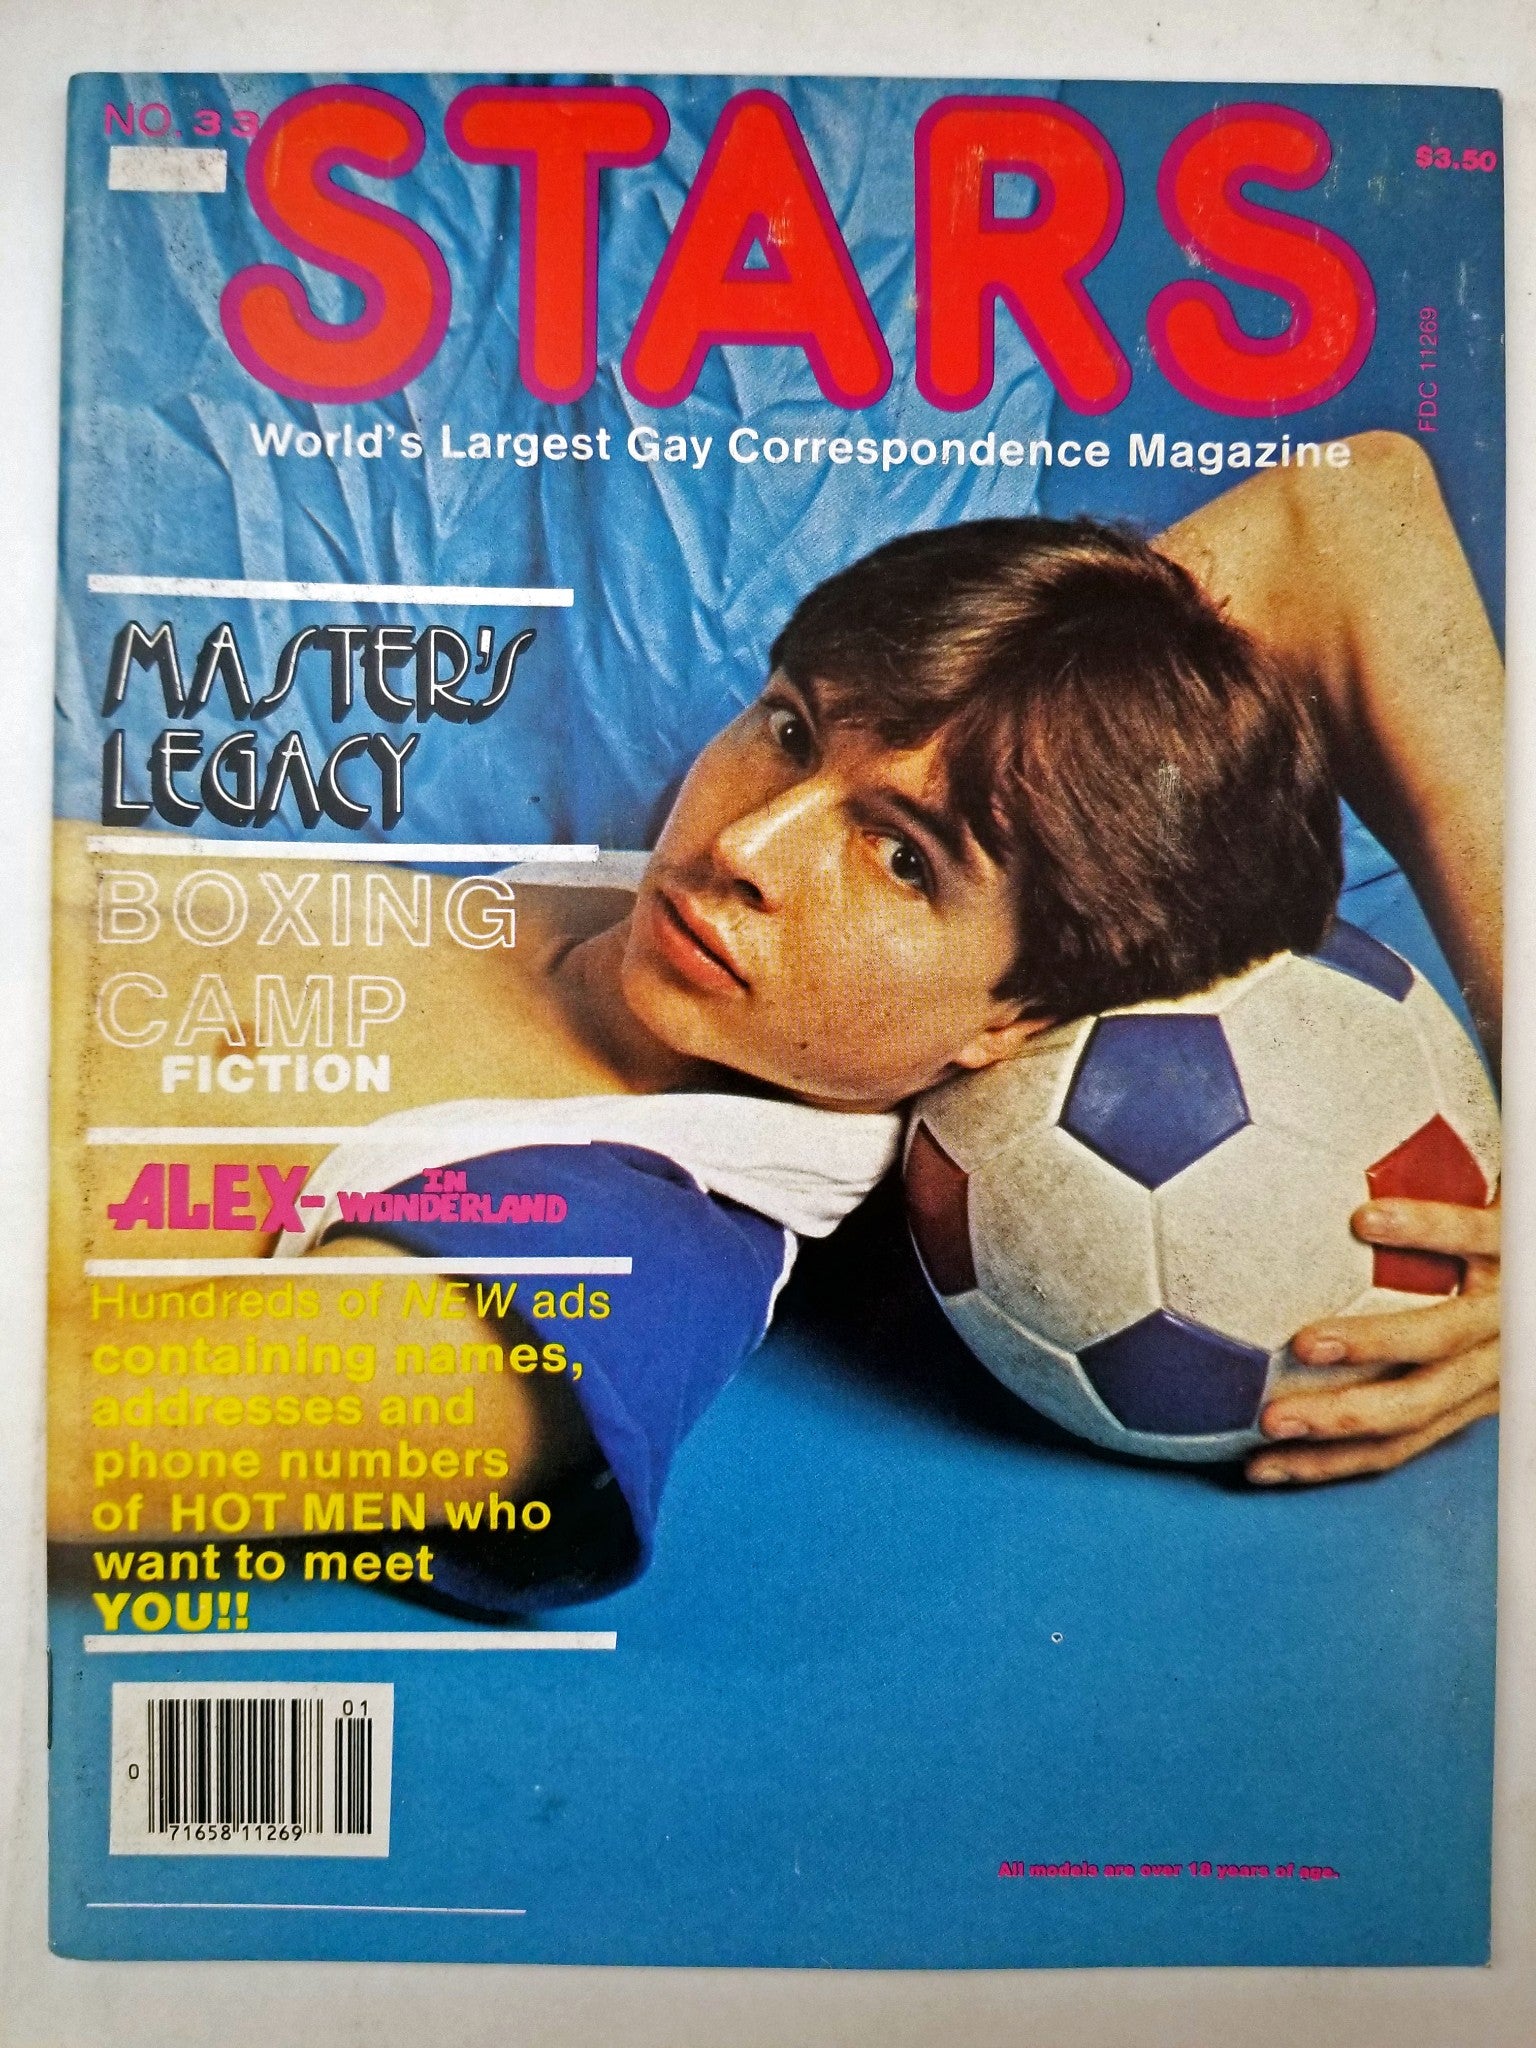 NO. 33
STARS
$3.50
FDC 11269
World's Largest Gay Correspondence Magazine
MASTER'S
LEGACY
BOXING
CAMP
FICTION
ALEX- IN
WONDERLAND
Hundreds of NEW ads
containing names,
addresses and
phone numbers
of HOT MEN who
want to meet
YOU!!
01
0 71658 11269
All models are over 18 years of age.